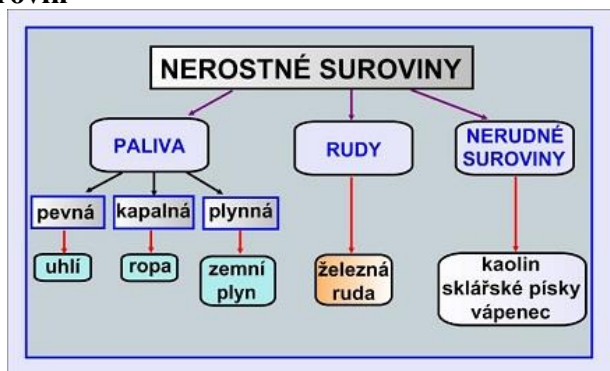 NEROSTNÉ SUROVINY
PALIVA
RUDY
NERUDNÉ
SUROVINY
pevná
kapalná
plynná
uhlí
ropa
zemní
plyn
železná
ruda
kaolin
sklářské písky
vápenec